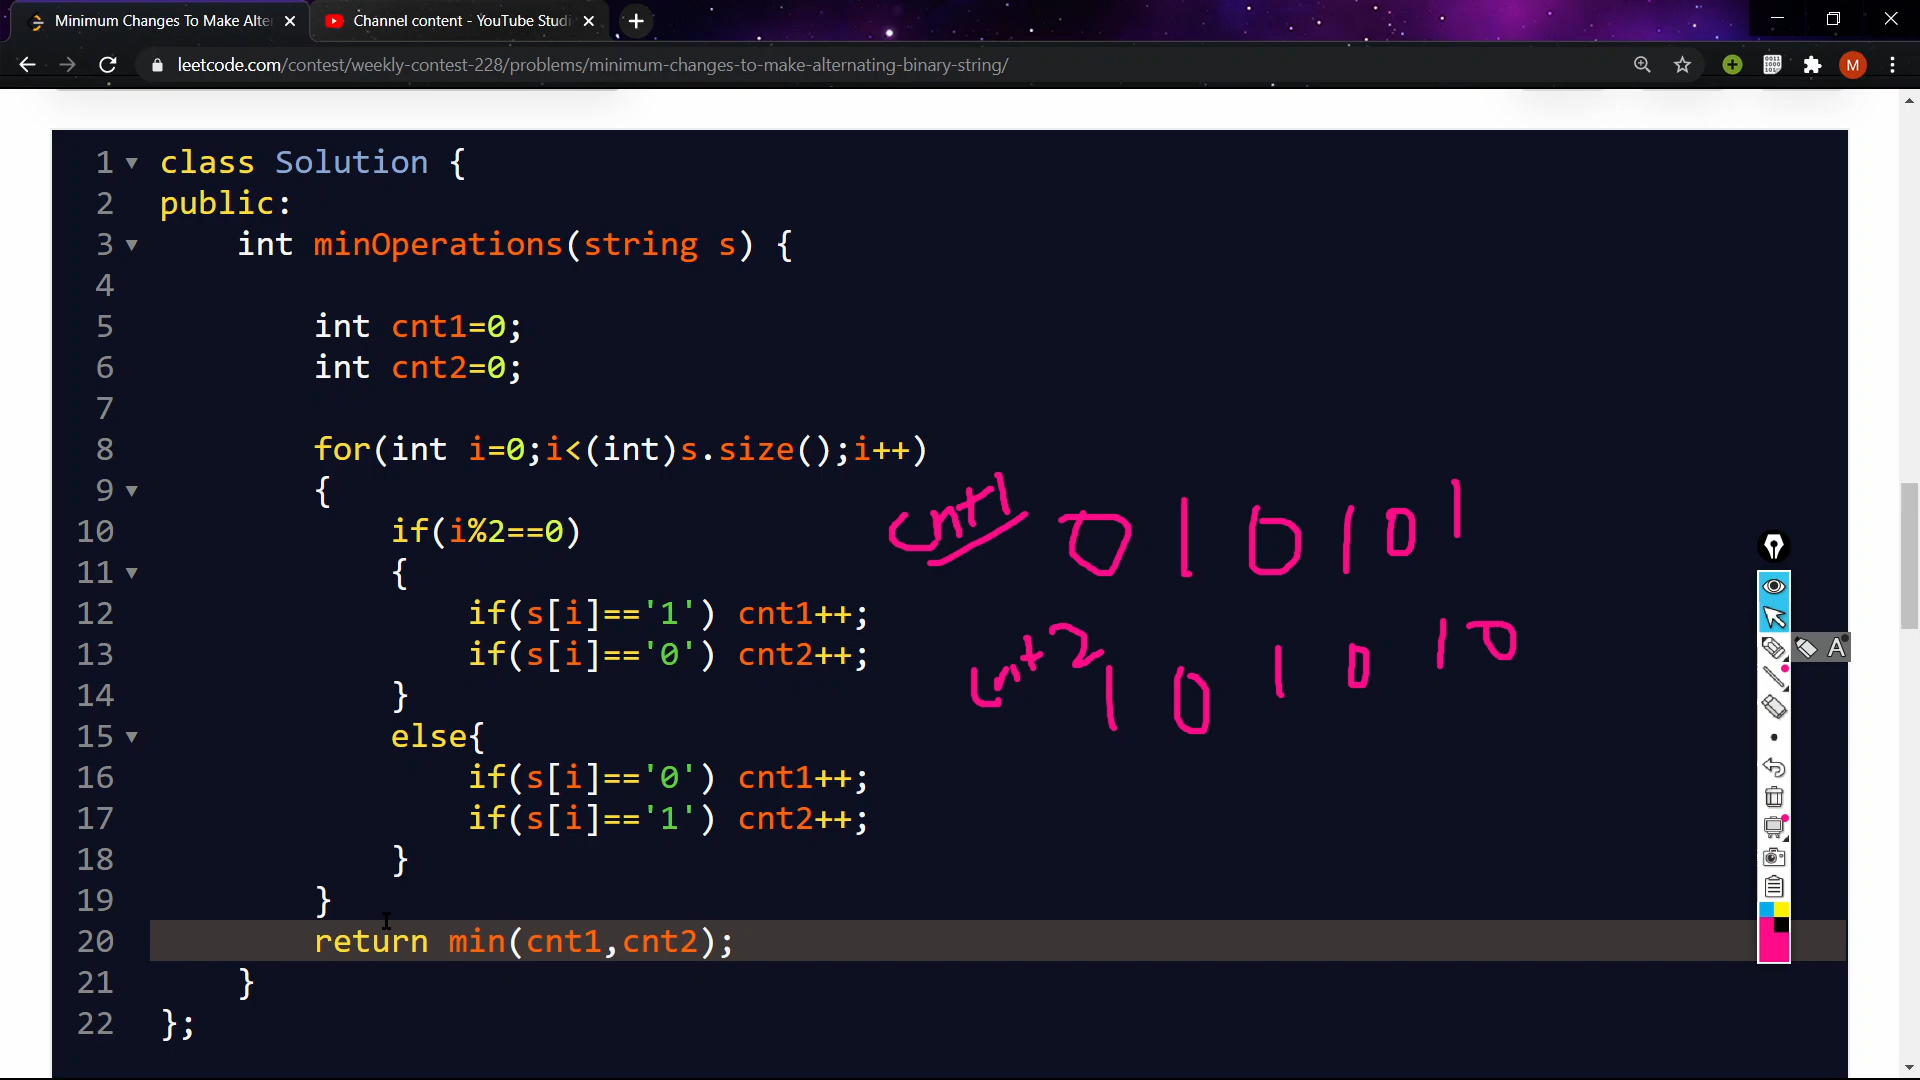 Minimum Changes To Make Alte
Channel content - YouTube Studi
leetcode.com/contest/weekly-contest-228/problems/minimum-changes-to-make-alternating-binary-string/
M
1 class Solution {
2 public:
3 int minOperations(string s) {
4
5 int cnt1=0;
6 int cnt2=0;
7
8 for(int i=0;i<(int)s.size();i++)
9 {
10 if(i%2==0)
11 {
12 if(s[i]=='1') cnt1++;
13 if(s[i]=='0') cnt2++;
14 }
15 else{
16 if(s[i]=='0') cnt1++;
17 if(s[i]=='1') cnt2++;
18 }
19 }
20 return min(cnt1,cnt2);
21 }
22 };
cnt1 0 1 0 1 0 1
cnt2 1 0 1 0 1 0
A